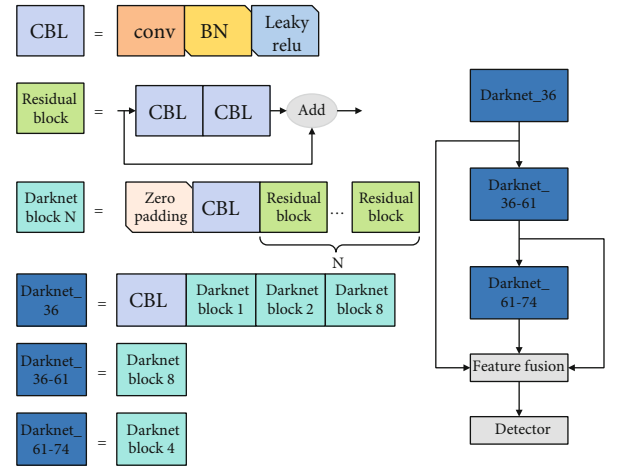 CBL = conv BN Leaky
relu
Residual
block = CBL CBL Add
Darknet
block N = Zero
padding CBL Residual
block ... Residual
block
N
Darknet_
36 = CBL Darknet
block 1 Darknet
block 2 Darknet
block 8
Darknet_
36-61 = Darknet
block 8
Darknet_
61-74 = Darknet
block 4
Darknet_36
Darknet_
36-61
Darknet_
61-74
Feature fusion
Detector